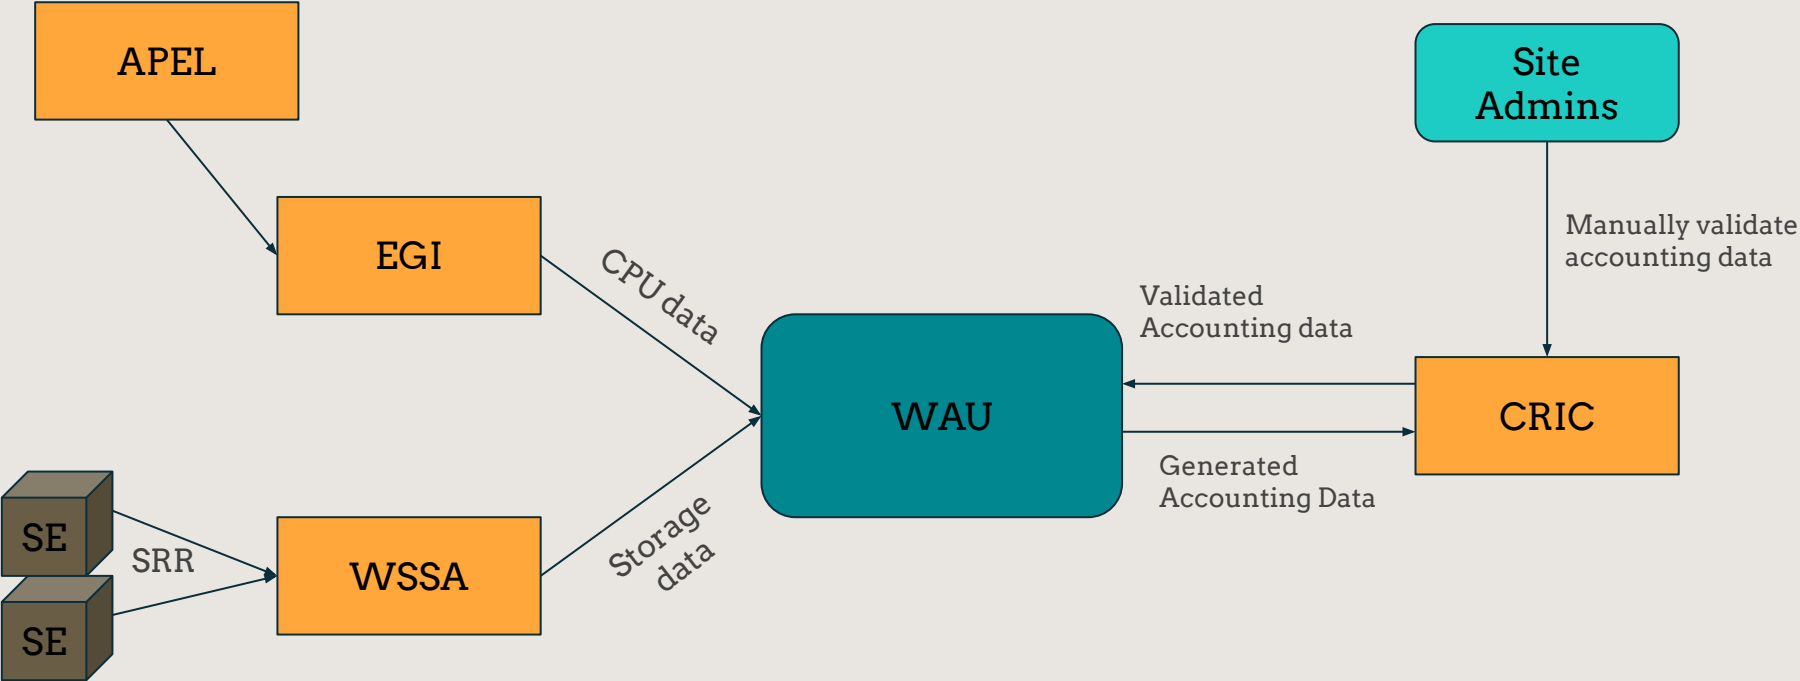 APEL
Site
Admins
EGI
CPU data
Manually validate
accounting data
Validated
Accounting data
WAU
CRIC
Generated
Accounting Data
SE
SRR
WSSA
Storage
data
SE